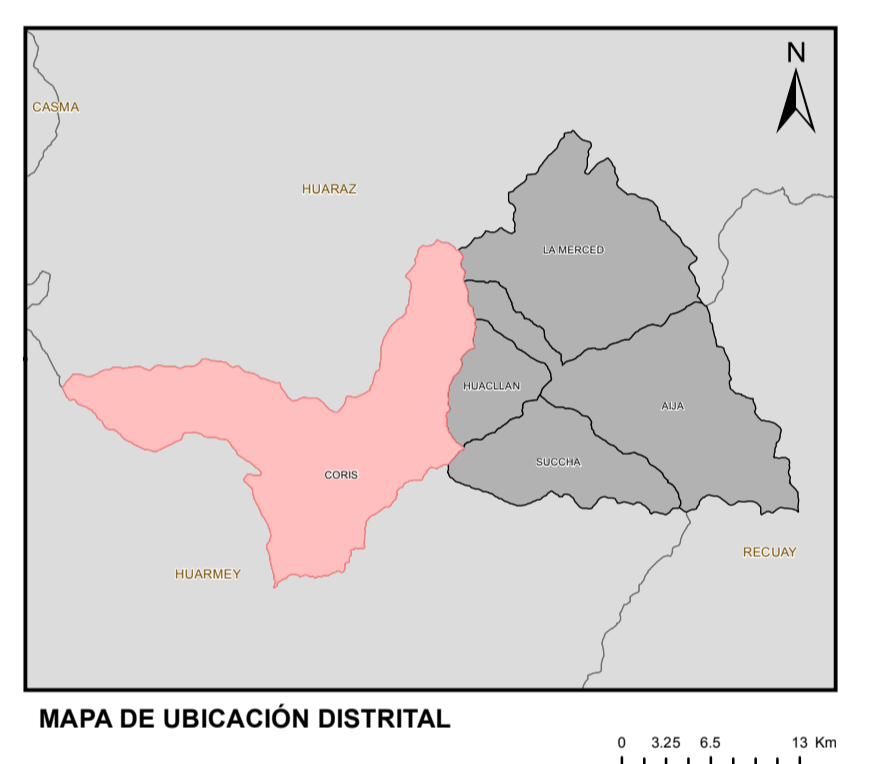 N
CASMA
HUARAZ
LA MERCED
HUACLLAN
AIJA
SUCCHA
CORIS
RECUAY
HUARMEY
MAPA DE UBICACIÓN DISTRITAL
0 3.25 6.5 13 Km